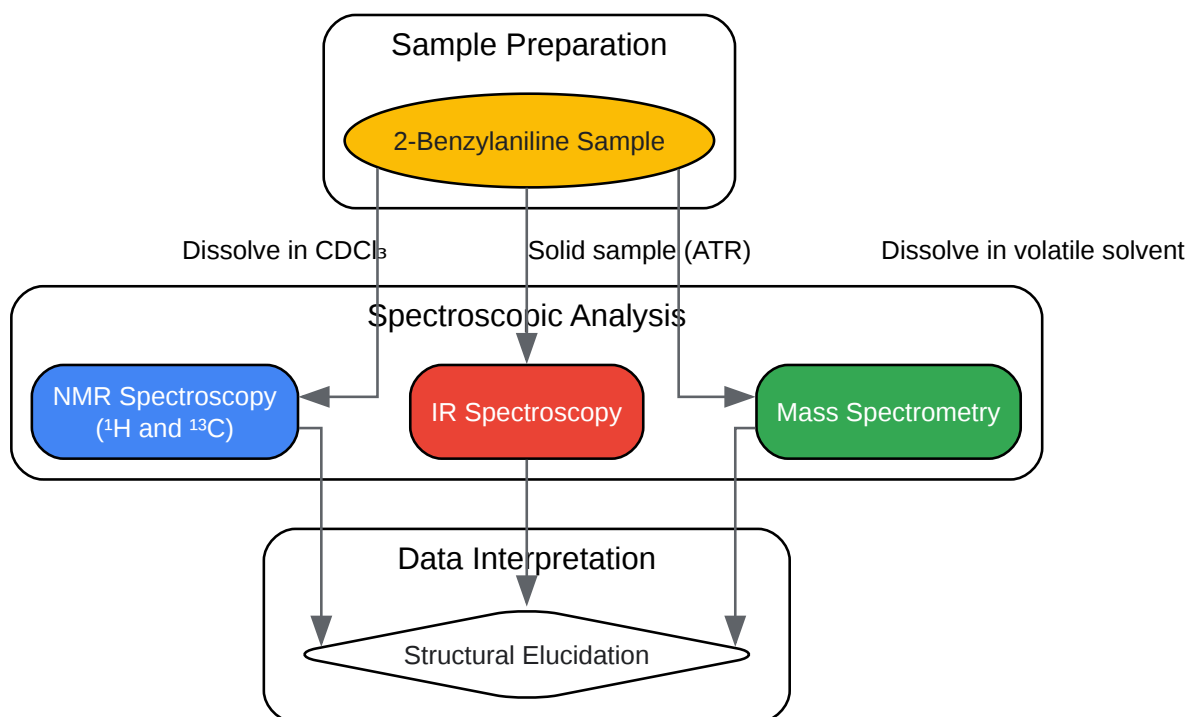 Sample Preparation
2-Benzylaniline Sample
Dissolve in CDCl₃
Solid sample (ATR)
Dissolve in volatile solvent
Spectroscopic Analysis
NMR Spectroscopy
(¹H and ¹³C)
IR Spectroscopy
Mass Spectrometry
Data Interpretation
Structural Elucidation